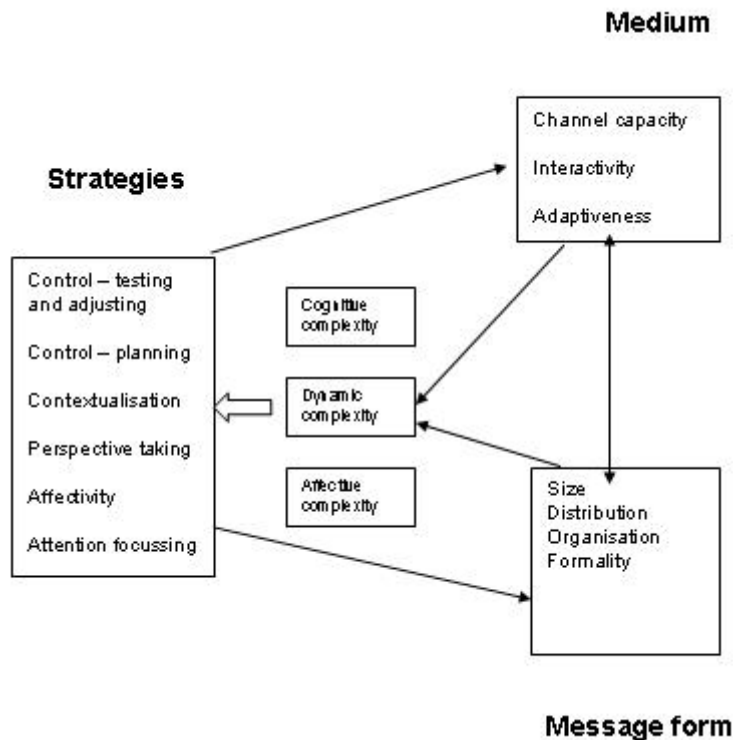 Medium
Channel capacity
Interactivity
Adaptiveness
Strategies
Control – testing
and adjusting
Control – planning
Contextualisation
Perspective taking
Affectivity
Attention focussing
Cognitive
complexity
Dynamic
complexity
Affective
complexity
Size
Distribution
Organisation
Formality
Message form